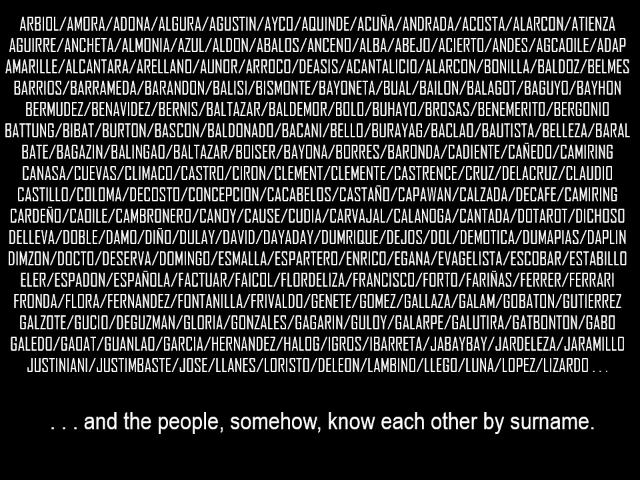 ARBIOL/AMORA/ADONA/ALGURA/AGUSTIN/AYCO/AQUINDE/ACUÑA/ANDRADA/ACOSTA/ALARCON/ATIENZA
AGUIRRE/ANCHETA/ALMONIA/AZUL/ALDON/ABALOS/ANCENO/ALBA/ABEJO/ACIERTO/ANDES/AGCAOILE/ADAP
AMARILLE/ALCANTARA/ARELLANO/AUNOR/ARROCO/DEASIS/ACANTALICIO/ALARCON/BONILLA/BALDOZ/BELMES
BARRIOS/BARRAMEDA/BARANDON/BALISI/BISMONTE/BAYONETA/BUAL/BAILON/BALAGOT/BAGUYO/BAYHON
BERMUDEZ/BENAVIDEZ/BERNIS/BALTAZAR/BALDEMOR/BOLO/BUHAYO/BROSAS/BENEMERITO/BERGONIO
BATTUNG/BIBAT/BURTON/BASCON/BALDONADO/BACANI/BELLO/BURAYAG/BACLAO/BAUTISTA/BELLEZA/BARAL
BATE/BAGAZIN/BALINGAO/BALTAZAR/BOISER/BAYONA/BORRES/BARONDA/CADIENTE/CAÑEDO/CAMIRING
CANASA/CUEVAS/CLIMACO/CASTRO/CIRON/CLEMENT/CLEMENTE/CASTRENCE/CRUZ/DELACRUZ/CLAUDIO
CASTILLO/COLOMA/DECOSTO/CONCEPCION/CACABELOS/CASTAÑO/CAPAWAN/CALZADA/DECAFE/CAMIRING
CARDEÑO/CAOILE/CAMBRONERO/CANOY/CAUSE/CUDIA/CARVAJAL/CALANOGA/CANTADA/DOTAROT/DICHOSO
DELLEVA/DOBLE/DAMO/DIÑO/DULAY/DAVID/DAYADAY/DUMRIQUE/DEJOS/DOL/DEMOTICA/DUMAPIAS/DAPLIN
DIMZON/DOCTO/DESERVA/DOMINGO/ESMALLA/ESPARTERO/ENRICO/EGANA/EVAGELISTA/ESCOBAR/ESTABILLO
ELER/ESPADON/ESPAÑOLA/FACTUAR/FAICOL/FLORDELIZA/FRANCISCO/FORTO/FARIÑAS/FERRER/FERRARI
FRONDA/FLORA/FERNANDEZ/FONTANILLA/FRIVALDO/GENETE/GOMEZ/GALLAZA/GALAM/GOBATON/GUTIERREZ
GALZOTE/GUCIO/DEGUZMAN/GLORIA/GONZALES/GAGARIN/GULOY/GALARPE/GALUTIRA/GATBONTON/GABO
GALEDO/GAOAT/GUANLAO/GARCIA/HERNANDEZ/HALOG/IGROS/IBARRETA/JABAYBAY/JARDELEZA/JARAMILLO
JUSTINIANI/JUSTIMBASTE/JOSE/LLANES/LORISTO/DELEON/LAMBINO/LLEGO/LUNA/LOPEZ/LIZARDO . . .
. . . and the people, somehow, know each other by surname.